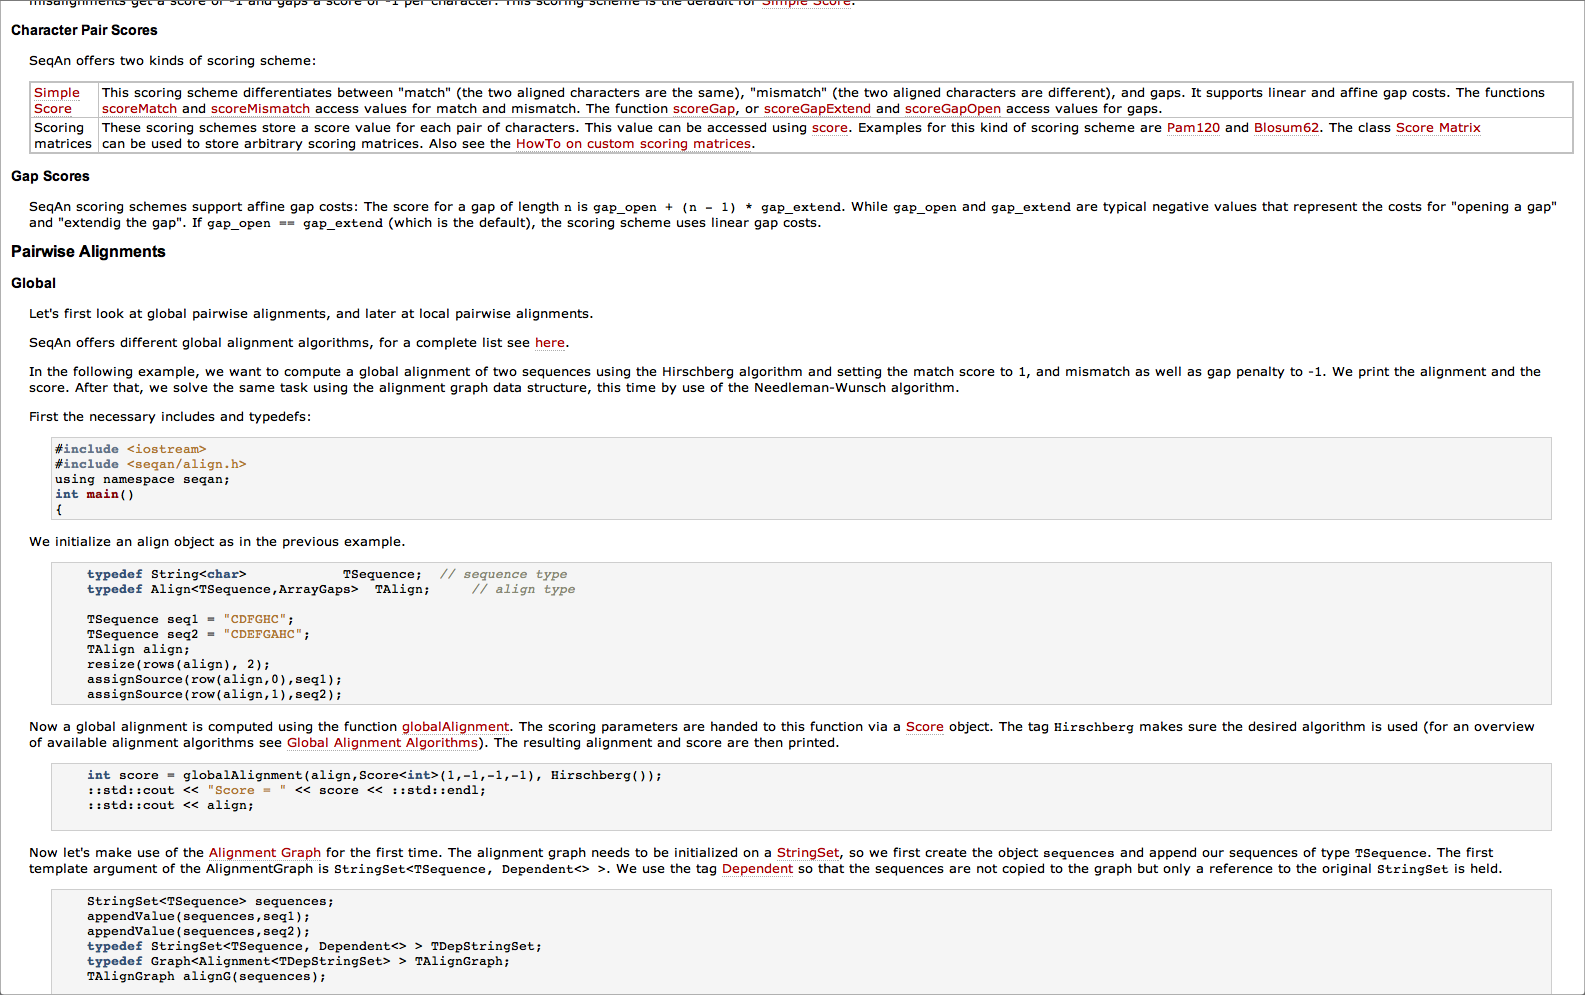 misalignments get a score of -1 and gaps a score of -1 per character. This scoring scheme is the default for Simple Score.
Character Pair Scores
SeqAn offers two kinds of scoring scheme:
Simple Score This scoring scheme differentiates between "match" (the two aligned characters are the same), "mismatch" (the two aligned characters are different), and gaps. It supports linear and affine gap costs. The functions
scoreMatch and scoreMismatch access values for match and mismatch. The function scoreGap, or scoreGapExtend and scoreGapOpen access values for gaps.
Scoring matrices These scoring schemes store a score value for each pair of characters. This value can be accessed using score. Examples for this kind of scoring scheme are Pam120 and Blosum62. The class Score Matrix
can be used to store arbitrary scoring matrices. Also see the HowTo on custom scoring matrices.
Gap Scores
SeqAn scoring schemes support affine gap costs: The score for a gap of length n is gap_open + (n - 1) * gap_extend. While gap_open and gap_extend are typical negative values that represent the costs for "opening a gap"
and "extendig the gap". If gap_open == gap_extend (which is the default), the scoring scheme uses linear gap costs.
Pairwise Alignments
Global
Let's first look at global pairwise alignments, and later at local pairwise alignments.
SeqAn offers different global alignment algorithms, for a complete list see here.
In the following example, we want to compute a global alignment of two sequences using the Hirschberg algorithm and setting the match score to 1, and mismatch as well as gap penalty to -1. We print the alignment and the
score. After that, we solve the same task using the alignment graph data structure, this time by use of the Needleman-Wunsch algorithm.
First the necessary includes and typedefs:
#include <iostream>
#include <seqan/align.h>
using namespace seqan;
int main()
{
We initialize an align object as in the previous example.
typedef String<char> TSequence; // sequence type
typedef Align<TSequence,ArrayGaps> TAlign; // align type
TSequence seq1 = "CDFGHC";
TSequence seq2 = "CDEFGAHC";
TAlign align;
resize(rows(align), 2);
assignSource(row(align,0),seq1);
assignSource(row(align,1),seq2);
Now a global alignment is computed using the function globalAlignment. The scoring parameters are handed to this function via a Score object. The tag Hirschberg makes sure the desired algorithm is used (for an overview
of available alignment algorithms see Global Alignment Algorithms). The resulting alignment and score are then printed.
int score = globalAlignment(align,Score<int>(1,-1,-1,-1), Hirschberg());
::std::cout << "Score = " << score << ::std::endl;
::std::cout << align;
Now let's make use of the Alignment Graph for the first time. The alignment graph needs to be initialized on a StringSet, so we first create the object sequences and append our sequences of type TSequence. The first
template argument of the AlignmentGraph is StringSet<TSequence, Dependent<> >. We use the tag Dependent so that the sequences are not copied to the graph but only a reference to the original StringSet is held.
StringSet<TSequence> sequences;
appendValue(sequences,seq1);
appendValue(sequences,seq2);
typedef StringSet<TSequence, Dependent<> > TDepStringSet;
typedef Graph<Alignment<TDepStringSet> > TAlignGraph;
TAlignGraph alignG(sequences);